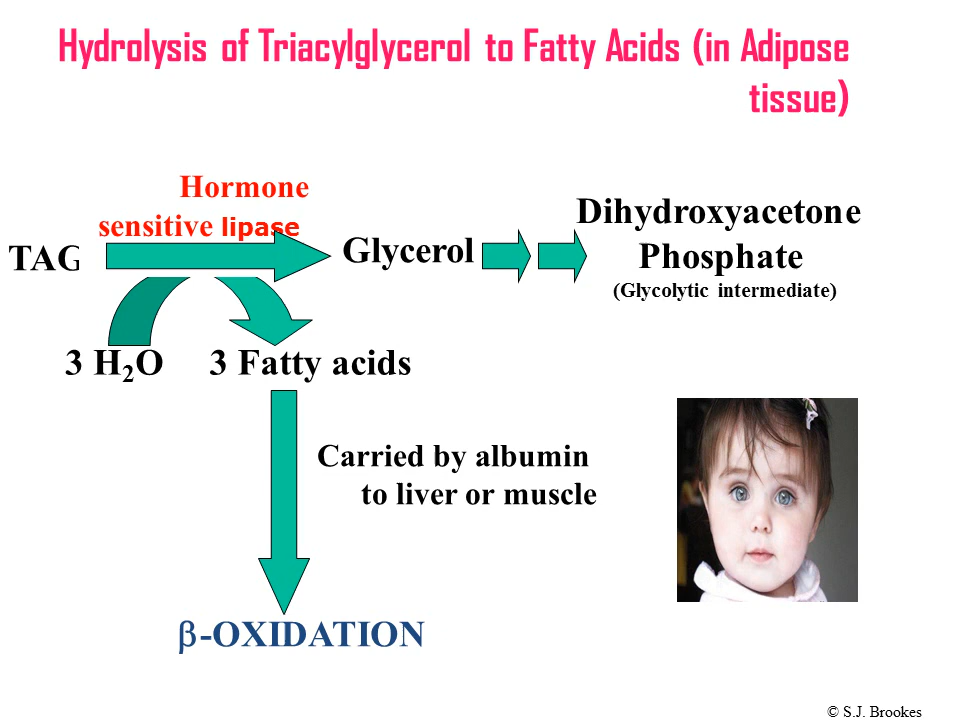 Hydrolysis of Triacylglycerol to Fatty Acids (in Adipose
tissue)
Hormone
sensitive lipase
TAG
Glycerol
Dihydroxyacetone
Phosphate
(Glycolytic intermediate)
3 H₂O
3 Fatty acids
Carried by albumin
to liver or muscle
β-OXIDATION
© S.J. Brookes